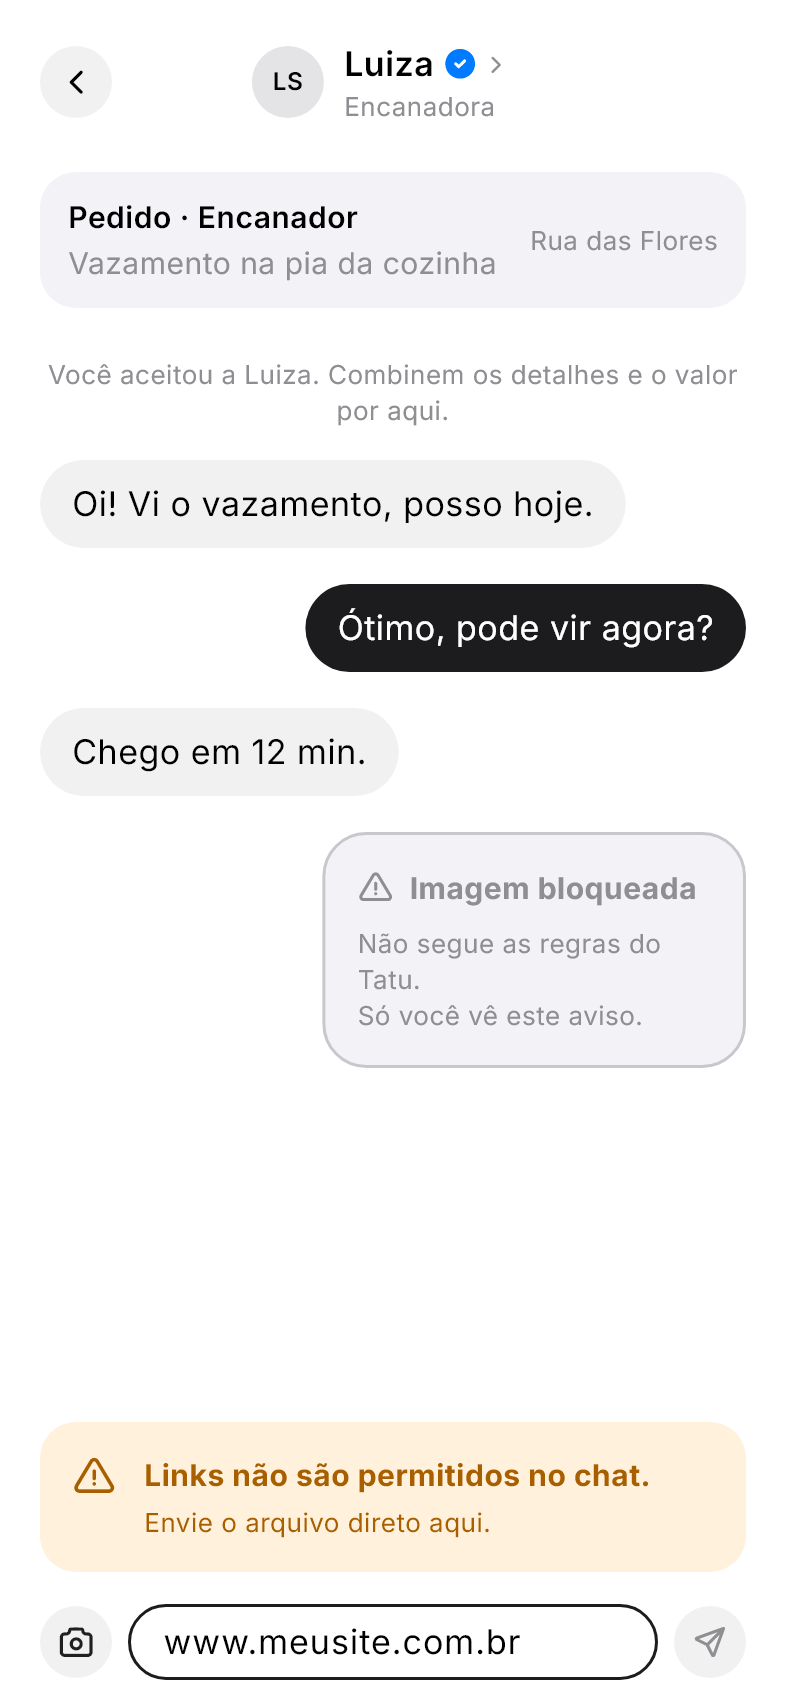 LS
Luiza
Encanadora
Pedido · Encanador
Vazamento na pia da cozinha
Rua das Flores
Você aceitou a Luiza. Combinem os detalhes e o valor
por aqui.
Oi! Vi o vazamento, posso hoje.
Ótimo, pode vir agora?
Chego em 12 min.
Imagem bloqueada
Não segue as regras do
Tatu.
Só você vê este aviso.
Links não são permitidos no chat.
Envie o arquivo direto aqui.
www.meusite.com.br